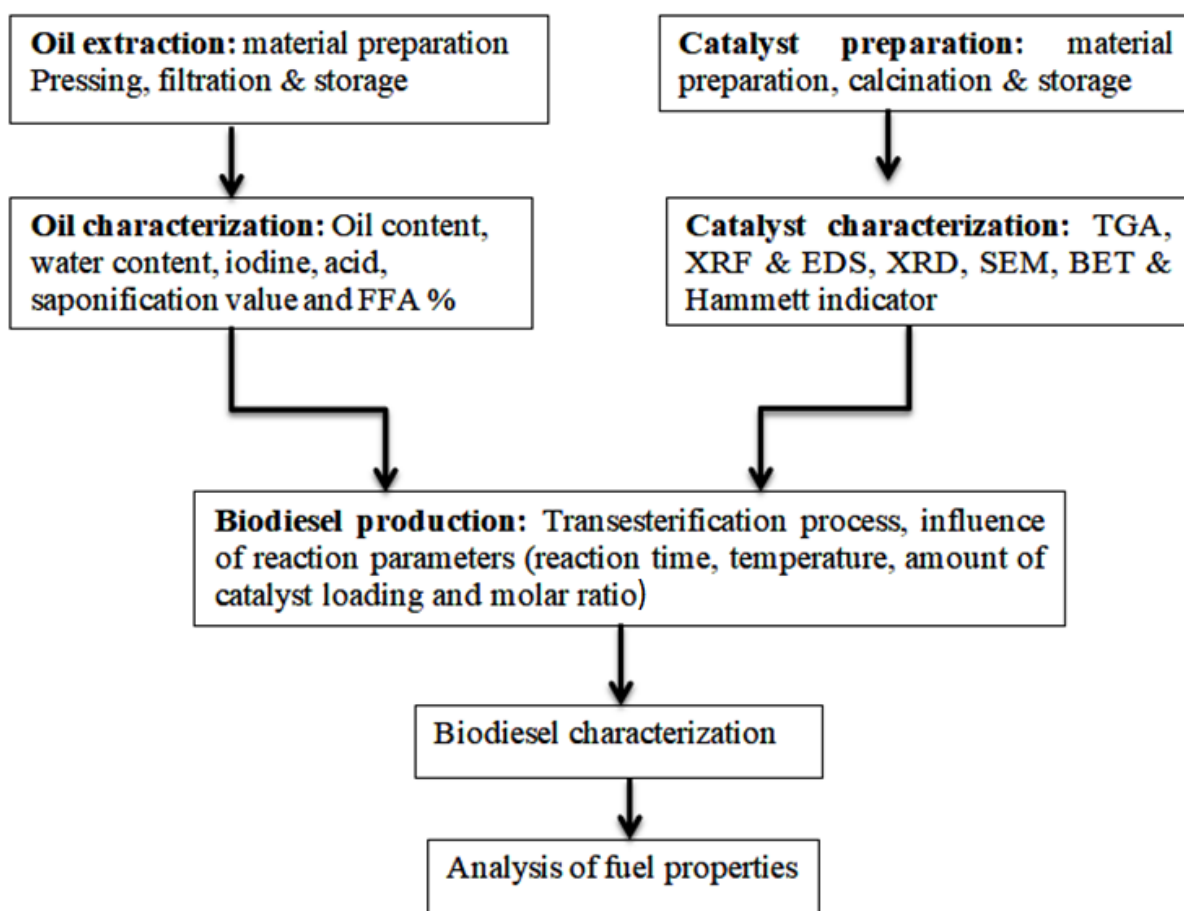 Oil extraction: material preparation
Pressing, filtration & storage
Catalyst preparation: material
preparation, calcination & storage
Oil characterization: Oil content,
water content, iodine, acid,
saponification value and FFA %
Catalyst characterization: TGA,
XRF & EDS, XRD, SEM, BET &
Hammett indicator
Biodiesel production: Transesterification process, influence
of reaction parameters (reaction time, temperature, amount of
catalyst loading and molar ratio)
Biodiesel characterization
Analysis of fuel properties